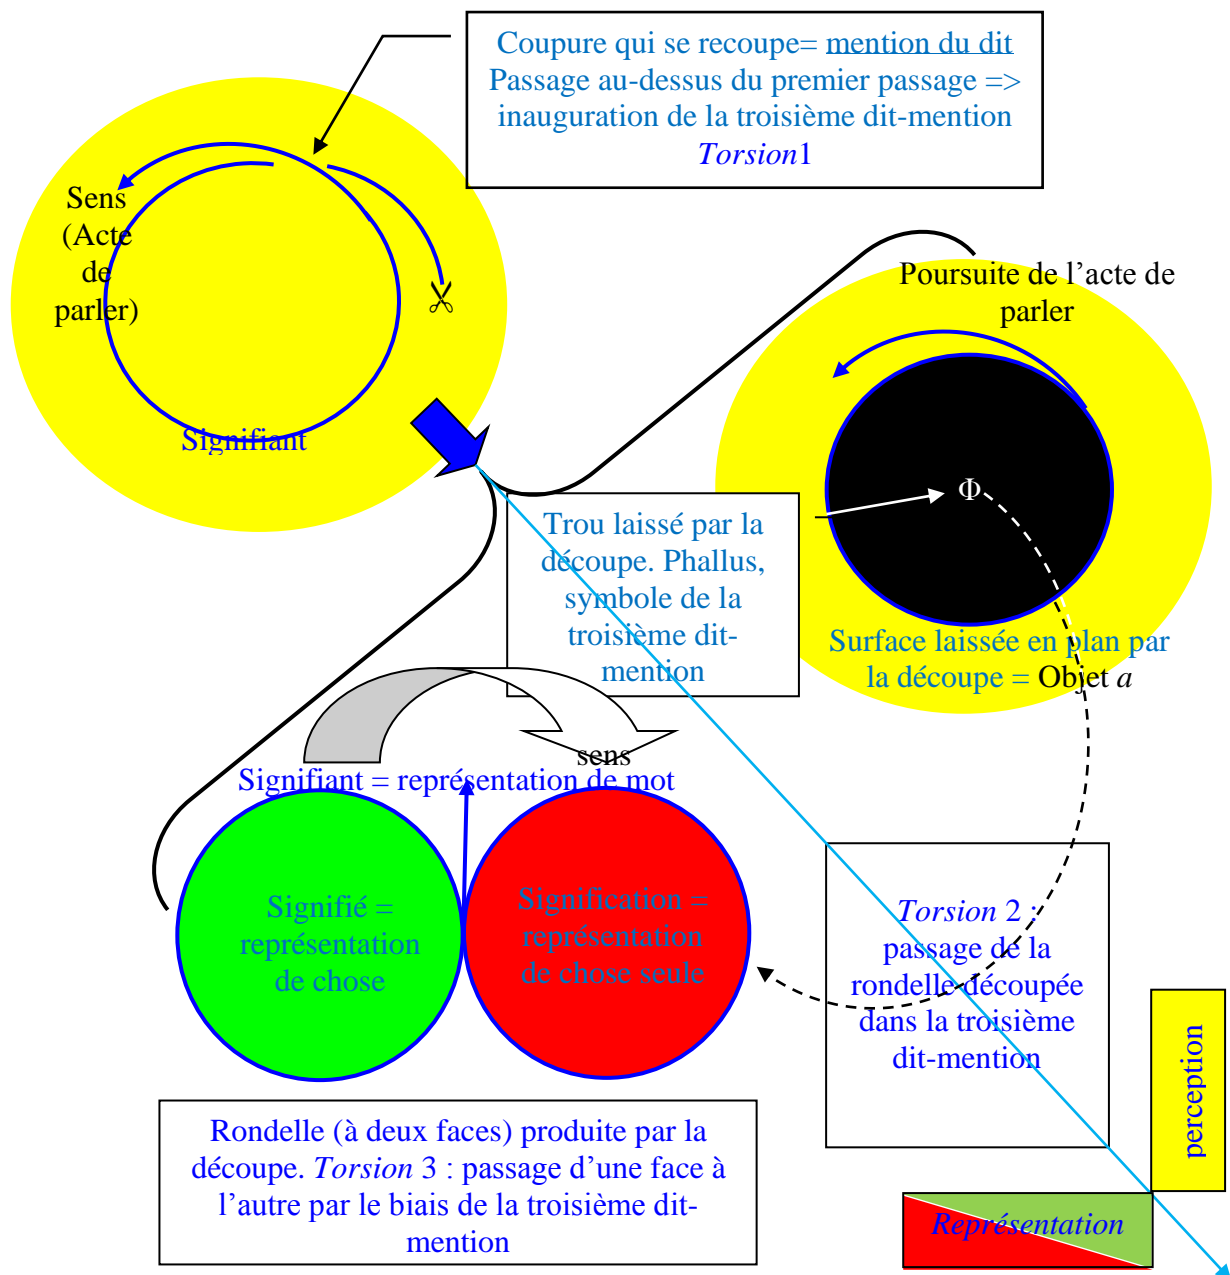 Coupure qui se recoupe= mention du dit
Passage au-dessus du premier passage =>
inauguration de la troisième dit-mention
Torsion1
Sens
(Acte
de
parler)
Signifiant
Poursuite de l’acte de
parler
Φ
Trou laissé par la
découpe. Phallus,
symbole de la
troisième dit-
mention
Surface laissée en plan par
la découpe = Objet a
sens
Signifiant = représentation de mot
Signifié =
représentation
de chose
Signification =
représentation
de chose seule
Torsion 2 :
passage de la
rondelle découpée
dans la troisième
dit-mention
perception
Représentation
Rondelle (à deux faces) produite par la
découpe. Torsion 3 : passage d’une face à
l’autre par le biais de la troisième dit-
mention